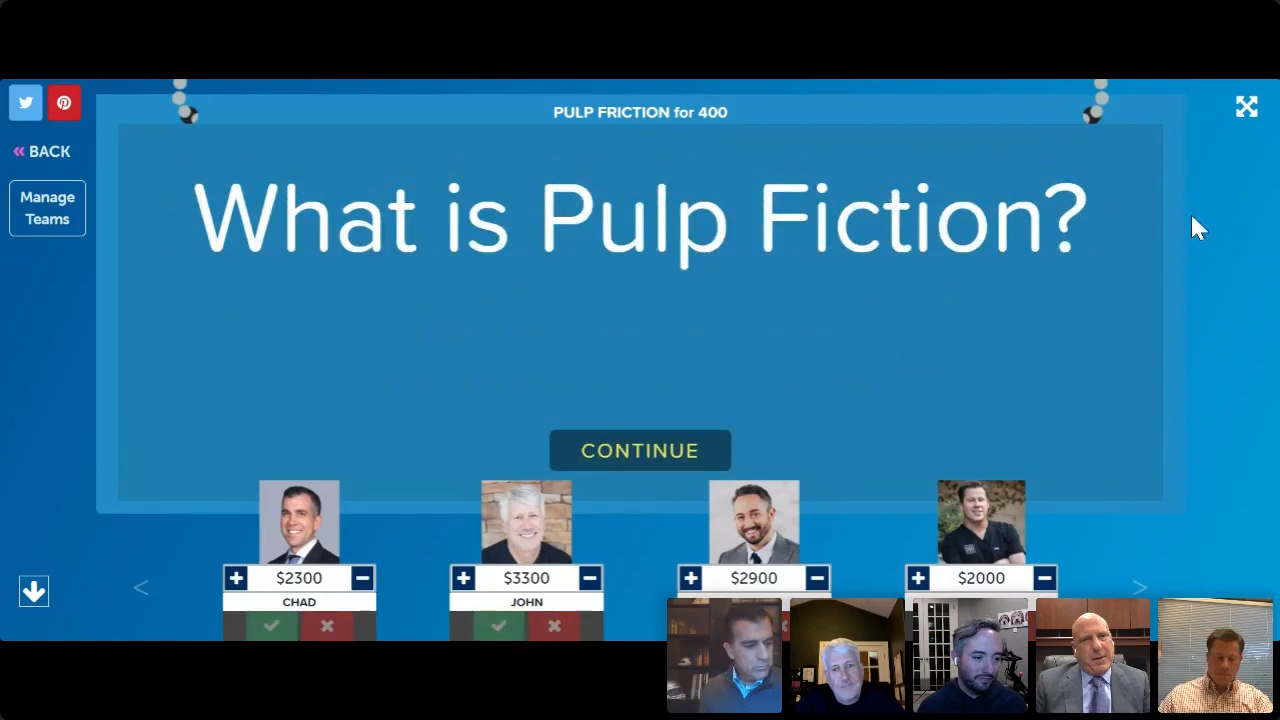 PULP FRICTION for 400
« BACK
Manage
Teams
What is Pulp Fiction?
CONTINUE
+ $2300 −
+ $3300 −
+ $2900 −
+ $2000 −
< >
CHAD
JOHN